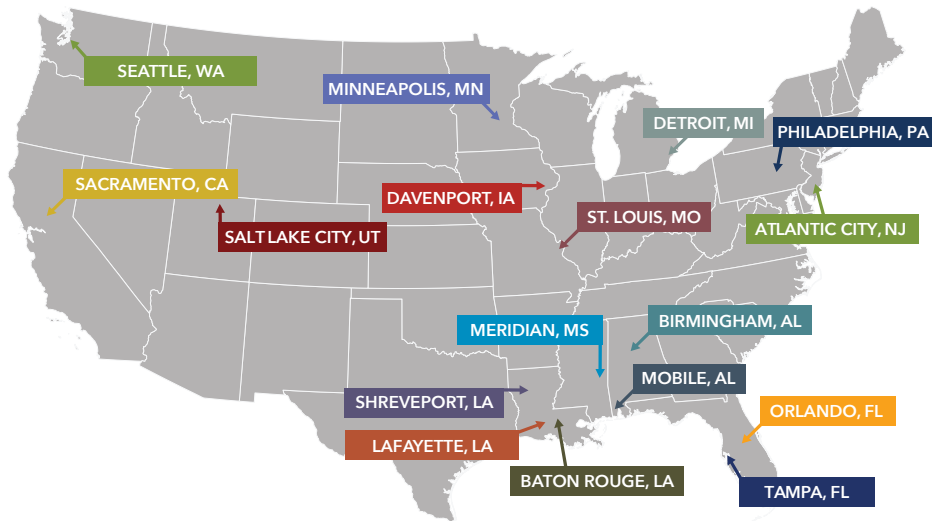 SEATTLE, WA
MINNEAPOLIS, MN
DETROIT, MI
PHILADELPHIA, PA
SACRAMENTO, CA
DAVENPORT, IA
ST. LOUIS, MO
ATLANTIC CITY, NJ
SALT LAKE CITY, UT
MERIDIAN, MS
BIRMINGHAM, AL
MOBILE, AL
SHREVEPORT, LA
ORLANDO, FL
LAFAYETTE, LA
BATON ROUGE, LA
TAMPA, FL